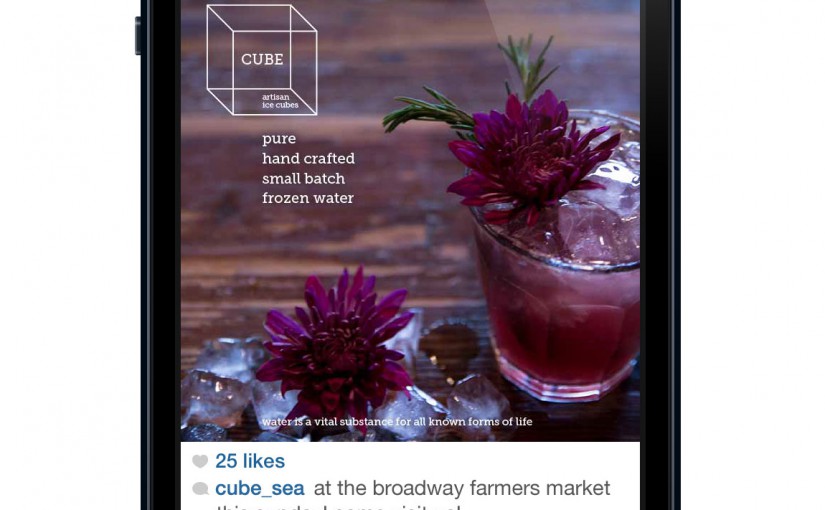 CUBE
artisan
ice cubes
pure
hand crafted
small batch
frozen water
water is a vital substance for all known forms of life
25 likes
cube_sea at the broadway farmers market